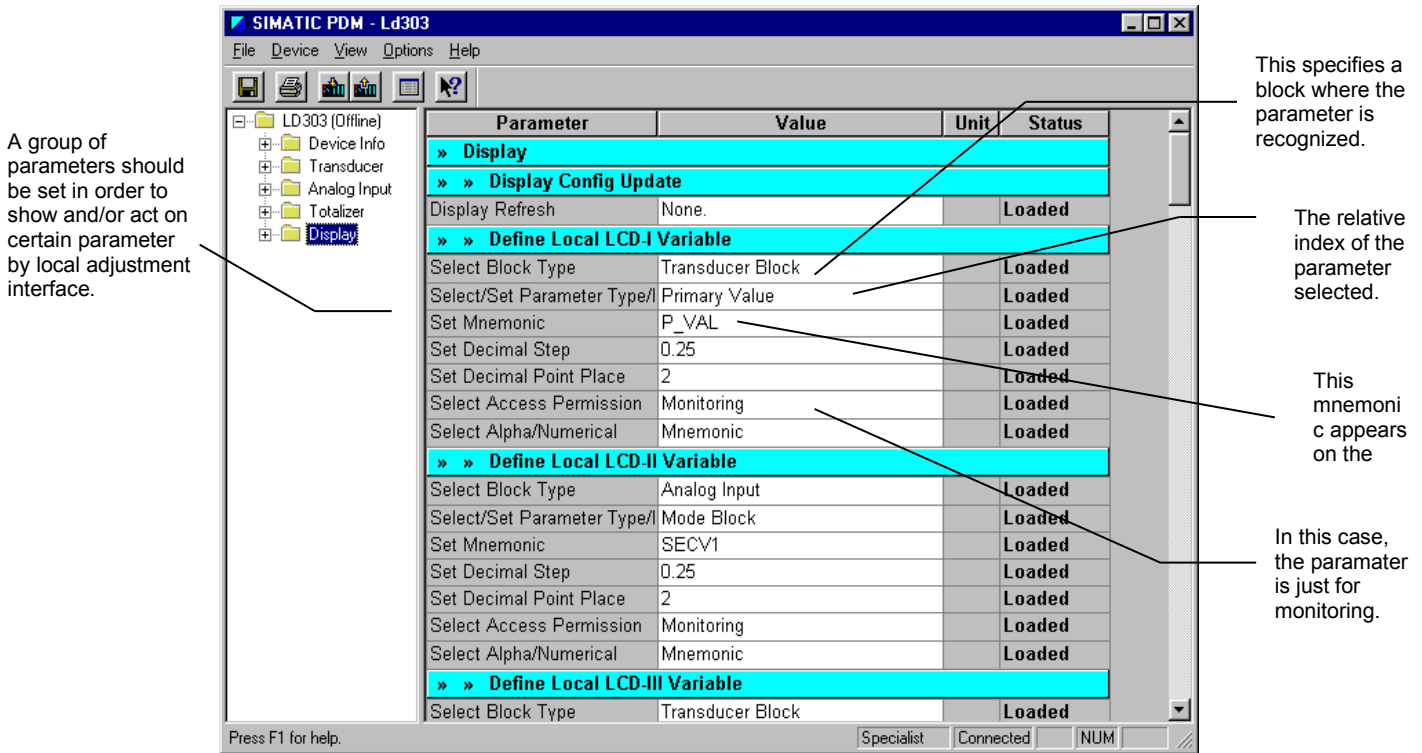 SIMATIC PDM - Ld303
File Device View Options Help
LD303 (Offline)
Device Info
Transducer
Analog Input
Totalizer
Display
Parameter Value Unit Status
» Display
» » Display Config Update
Display Refresh None. Loaded
» » Define Local LCD-I Variable
Select Block Type Transducer Block Loaded
Select/Set Parameter Type/I Primary Value Loaded
Set Mnemonic P_VAL Loaded
Set Decimal Step 0.25 Loaded
Set Decimal Point Place 2 Loaded
Select Access Permission Monitoring Loaded
Select Alpha/Numerical Mnemonic Loaded
» » Define Local LCD-II Variable
Select Block Type Analog Input Loaded
Select/Set Parameter Type/I Mode Block Loaded
Set Mnemonic SECV1 Loaded
Set Decimal Step 0.25 Loaded
Set Decimal Point Place 2 Loaded
Select Access Permission Monitoring Loaded
Select Alpha/Numerical Mnemonic Loaded
» » Define Local LCD-III Variable
Select Block Type Transducer Block Loaded
Press F1 for help. Specialist Connected NUM
A group of
parameters should
be set in order to
show and/or act on
certain parameter
by local adjustment
interface.
This specifies a
block where the
parameter is
recognized.
The relative
index of the
parameter
selected.
This
mnemoni
c appears
on the
In this case,
the paramater
is just for
monitoring.